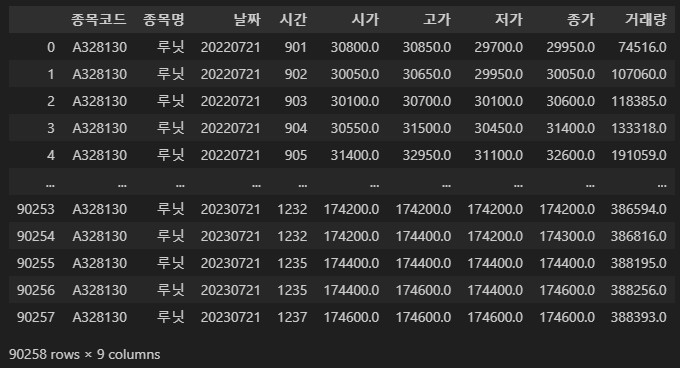 종목코드 종목명 날짜 시간 시가 고가 저가 종가 거래량
0 A328130 루닛 20220721 901 30800.0 30850.0 29700.0 29950.0 74516.0
1 A328130 루닛 20220721 902 30050.0 30650.0 29950.0 30050.0 107060.0
2 A328130 루닛 20220721 903 30100.0 30700.0 30100.0 30600.0 118385.0
3 A328130 루닛 20220721 904 30550.0 31500.0 30450.0 31400.0 133318.0
4 A328130 루닛 20220721 905 31400.0 32950.0 31100.0 32600.0 191059.0
... ... ... ... ... ... ... ... ... ...
90253 A328130 루닛 20230721 1232 174200.0 174200.0 174200.0 174200.0 386594.0
90254 A328130 루닛 20230721 1232 174200.0 174400.0 174200.0 174300.0 386816.0
90255 A328130 루닛 20230721 1235 174400.0 174400.0 174400.0 174400.0 388195.0
90256 A328130 루닛 20230721 1235 174400.0 174600.0 174400.0 174600.0 388256.0
90257 A328130 루닛 20230721 1237 174600.0 174600.0 174600.0 174600.0 388393.0
90258 rows × 9 columns